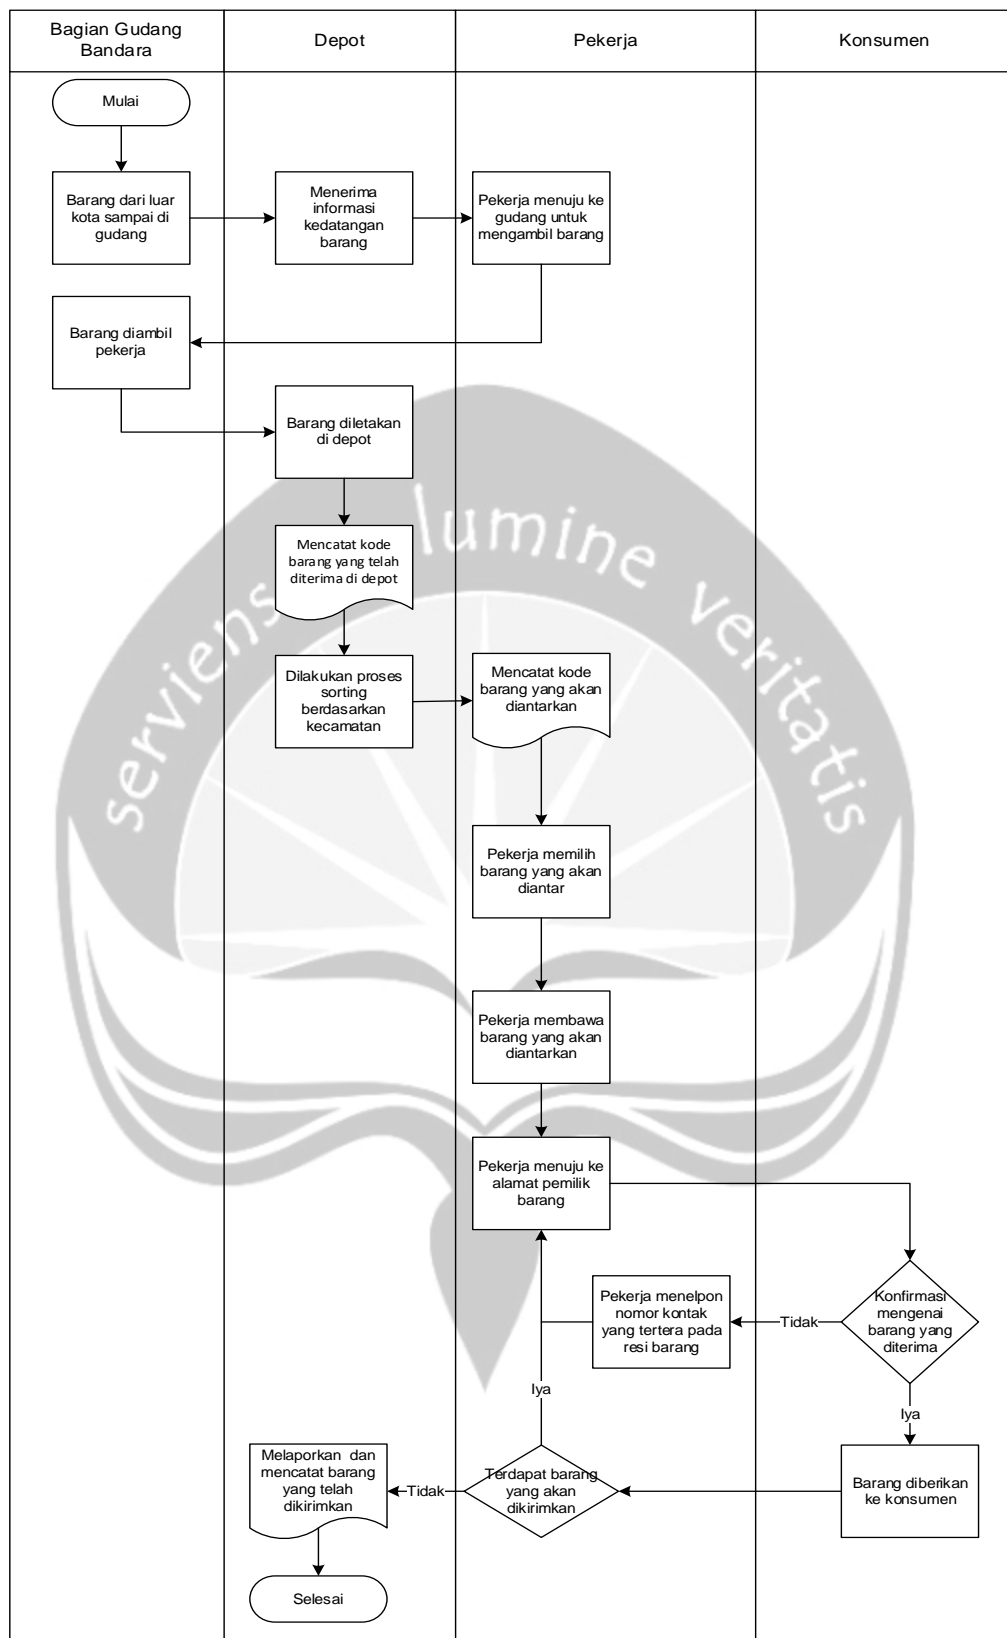 Bagian Gudang
Bandara
Depot
Pekerja
Konsumen
Mulai
Barang dari luar
kota sampai di
gudang
Menerima
informasi
kedatangan
barang
Pekerja menuju ke
gudang untuk
mengambil barang
Barang diambil
pekerja
Barang diletakan
di depot
Mencatat kode
barang yang telah
diterima di depot
Dilakukan proses
sorting
berdasarkan
kecamatan
Mencatat kode
barang yang akan
diantarkan
Pekerja memilih
barang yang akan
diantar
Pekerja membawa
barang yang akan
diantarkan
Pekerja menuju ke
alamat pemilik
barang
Konfirmasi
mengenai
barang yang
diterima
Tidak
Pekerja menelpon
nomor kontak
yang tertera pada
resi barang
Iya
Barang diberikan
ke konsumen
Terdapat barang
yang akan
dikirimkan
Iya
Tidak
Melaporkan dan
mencatat barang
yang telah
dikirimkan
Selesai
serviens lumine veritatis